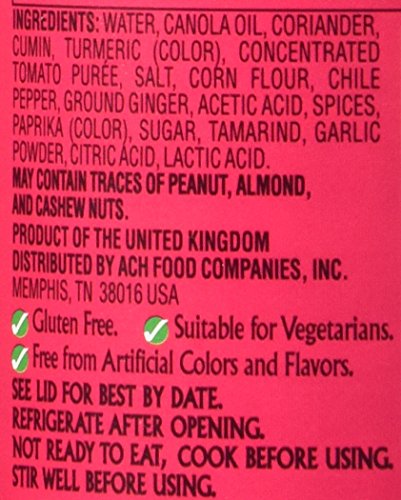 INGREDIENTS: WATER, CANOLA OIL, CORIANDER,
CUMIN, TURMERIC (COLOR), CONCENTRATED
TOMATO PURÉE, SALT, CORN FLOUR, CHILE
PEPPER, GROUND GINGER, ACETIC ACID, SPICES,
PAPRIKA (COLOR), SUGAR, TAMARIND, GARLIC
POWDER, CITRIC ACID, LACTIC ACID.
MAY CONTAIN TRACES OF PEANUT, ALMOND,
AND CASHEW NUTS.
PRODUCT OF THE UNITED KINGDOM
DISTRIBUTED BY ACH FOOD COMPANIES, INC.
MEMPHIS, TN 38016 USA
Gluten Free. Suitable for Vegetarians.
Free from Artificial Colors and Flavors.
SEE LID FOR BEST BY DATE.
REFRIGERATE AFTER OPENING.
NOT READY TO EAT, COOK BEFORE USING.
STIR WELL BEFORE USING.